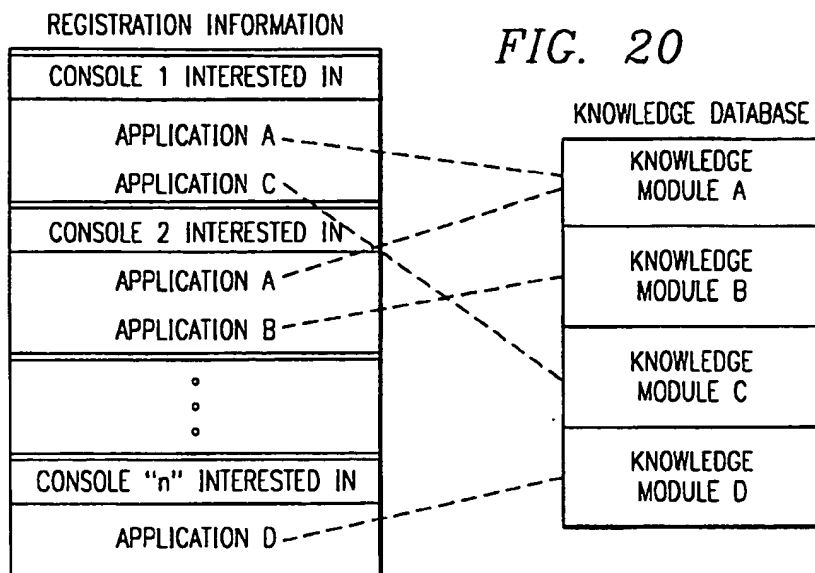 REGISTRATION INFORMATION
CONSOLE 1 INTERESTED IN
APPLICATION A
APPLICATION C
CONSOLE 2 INTERESTED IN
APPLICATION A
APPLICATION B
CONSOLE "n" INTERESTED IN
APPLICATION D
FIG. 20
KNOWLEDGE DATABASE
KNOWLEDGE
MODULE A
KNOWLEDGE
MODULE B
KNOWLEDGE
MODULE C
KNOWLEDGE
MODULE D